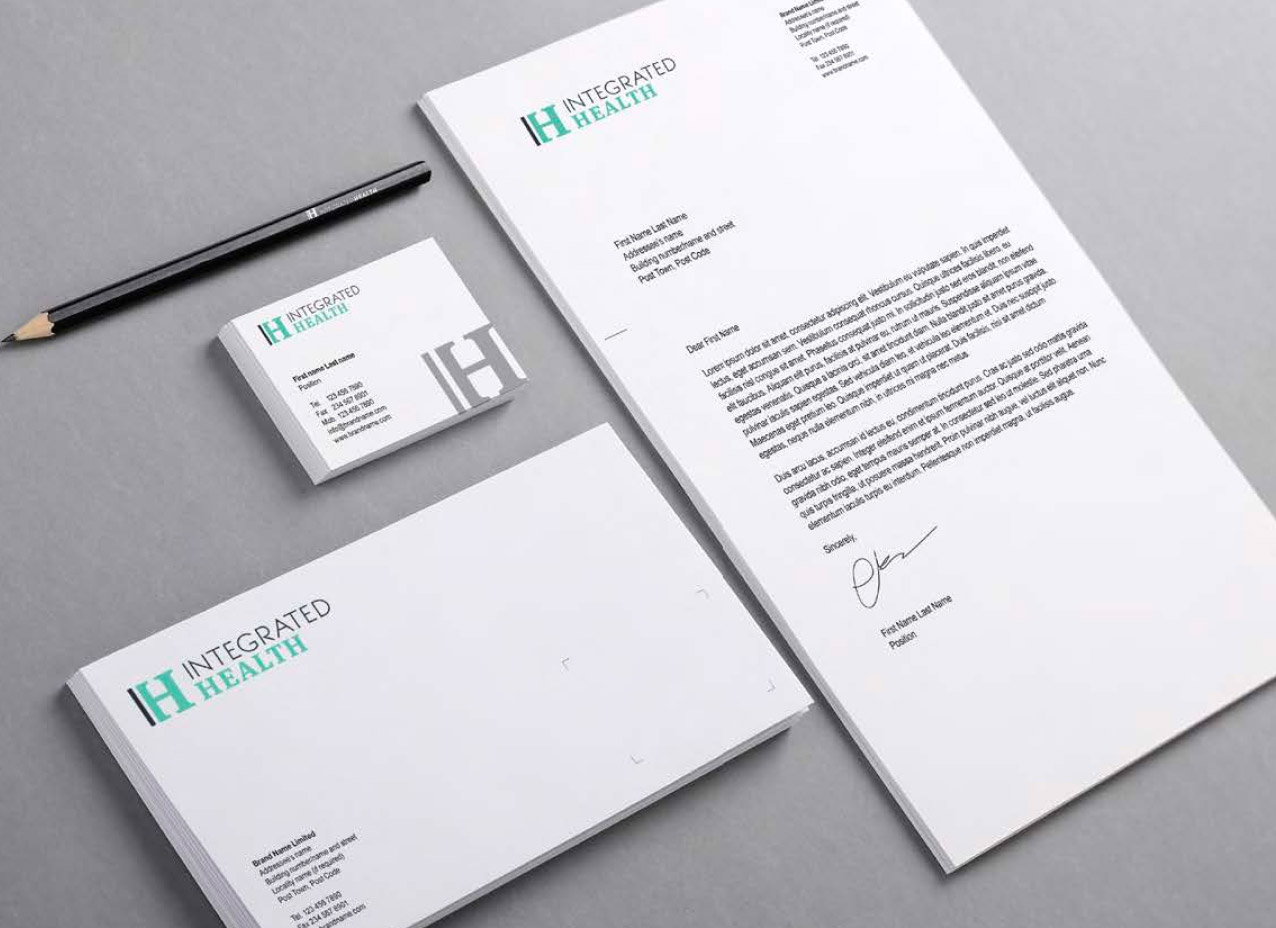 IH INTEGRATED
HEALTH
Brand Name Limited
Addressee's name
Building number/name and street
Locality name (if required)
Post Town, Post Code
Tel 123 456 7890
Fax 234 567 8901
www.brandname.com
First Name Last Name
Addressee's name
Building number/name and street
Post Town, Post Code
Dear First Name
Lorem ipsum dolor sit amet, consectetur adipiscing elit. Vestibulum eu vulputate sapien. In quis imperdiet
lectus, eget accumsan sem. Vestibulum consequat rhoncus cursus. Quisque ultrices facilisis libero, eu
facilisis nisl congue sit amet. Phasellus consequat justo mi, in sollicitudin justo sed eros blandit, non eleifend
elit faucibus. Aliquam elit purus, facilisis at pulvinar eu, rutrum ut mauris. Suspendisse aliquam ipsum vitae
egestas venenatis. Quisque a lacinia orci, sit amet tincidunt diam. Nulla blandit justo sit amet purus gravida
pulvinar iaculis sapien egestas. Sed vehicula diam leo, et vehicula leo elementum et. Duis nec suscipit justo.
Maecenas eget pretium leo. Quisque imperdiet ut quam ut placerat. Duis facilisis, nisi sit amet dictum
egestas, neque nulla elementum nibh, in ultrices mi magna nec metus.
Duis arcu lacus, accumsan id lectus eu, condimentum tincidunt purus. Cras ac justo sed odio mattis gravida
consectetur ac sapien. Integer eleifend enim et ipsum fermentum auctor. Quisque at porttitor velit. Aenean
gravida nibh odio, eget tempus mauris semper at. In consectetur sed leo ut molestie. Sed pharetra urna
quis turpis fringilla, ut posuere massa hendrerit. Proin pulvinar nibh augue, vel luctus elit aliquet non. Nunc
elementum iaculis turpis eu interdum. Pellentesque non imperdiet magna, ut facilisis augue.
Sincerely,
First Name Last Name
Position
IH INTEGRATED HEALTH
IH INTEGRATED
HEALTH
First name Last name
Position
Tel 123 456 7890
Fax 234 567 8901
Mob 123 456 7890
info@brandname.com
www.brandname.com
IH
IH INTEGRATED
HEALTH
Brand Name Limited
Addressee's name
Building number/name and street
Locality name (if required)
Post Town, Post Code
Tel 123 456 7890
Fax 234 567 8901